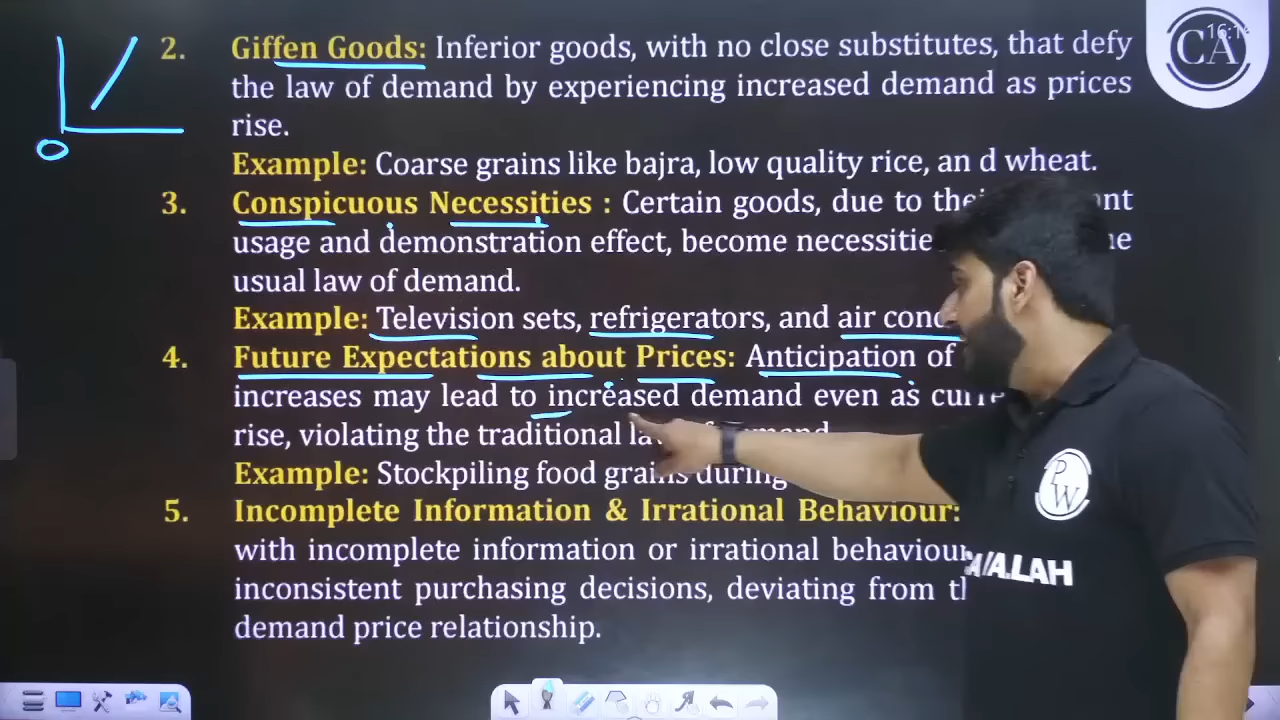 2. Giffen Goods: Inferior goods, with no close substitutes, that defy
the law of demand by experiencing increased demand as prices
rise.
Example: Coarse grains like bajra, low quality rice, an d wheat.
3. Conspicuous Necessities : Certain goods, due to
usage and demonstration effect, become
usual law of demand.
Example: Television sets, refrigerators, and air
4. Future Expectations about Prices: Anticipation of
increases may lead to increased demand even as
rise, violating the traditional
Example: Stockpiling food grains during
5. Incomplete Information & Irrational Behaviour:
with incomplete information or irrational
inconsistent purchasing decisions, deviating from
demand price relationship.
O
CA
PW